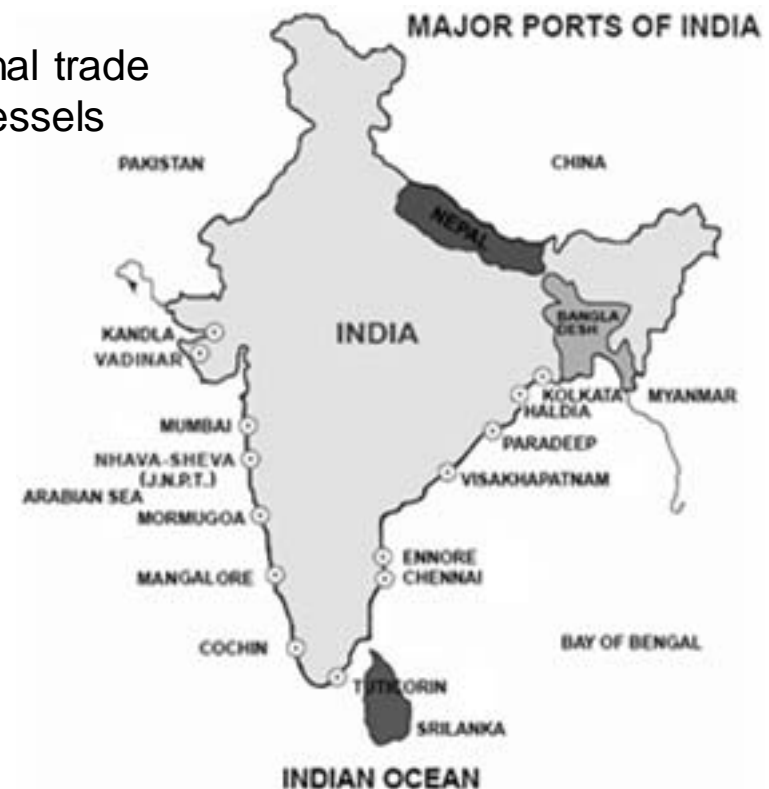 MAJOR PORTS OF INDIA
nal trade
essels
PAKISTAN
CHINA
NEPAL
INDIA
BANGLA
DESH
KANDLA
VADINAR
KOLKATA
MYANMAR
HALDIA
MUMBAI
PARADEEP
NHAVA-SHEVA
(J.N.P.T.)
VISAKHAPATNAM
ARABIAN SEA
MORMUGOA
ENNORE
MANGALORE
CHENNAI
COCHIN
BAY OF BENGAL
TUTICORIN
SRILANKA
INDIAN OCEAN